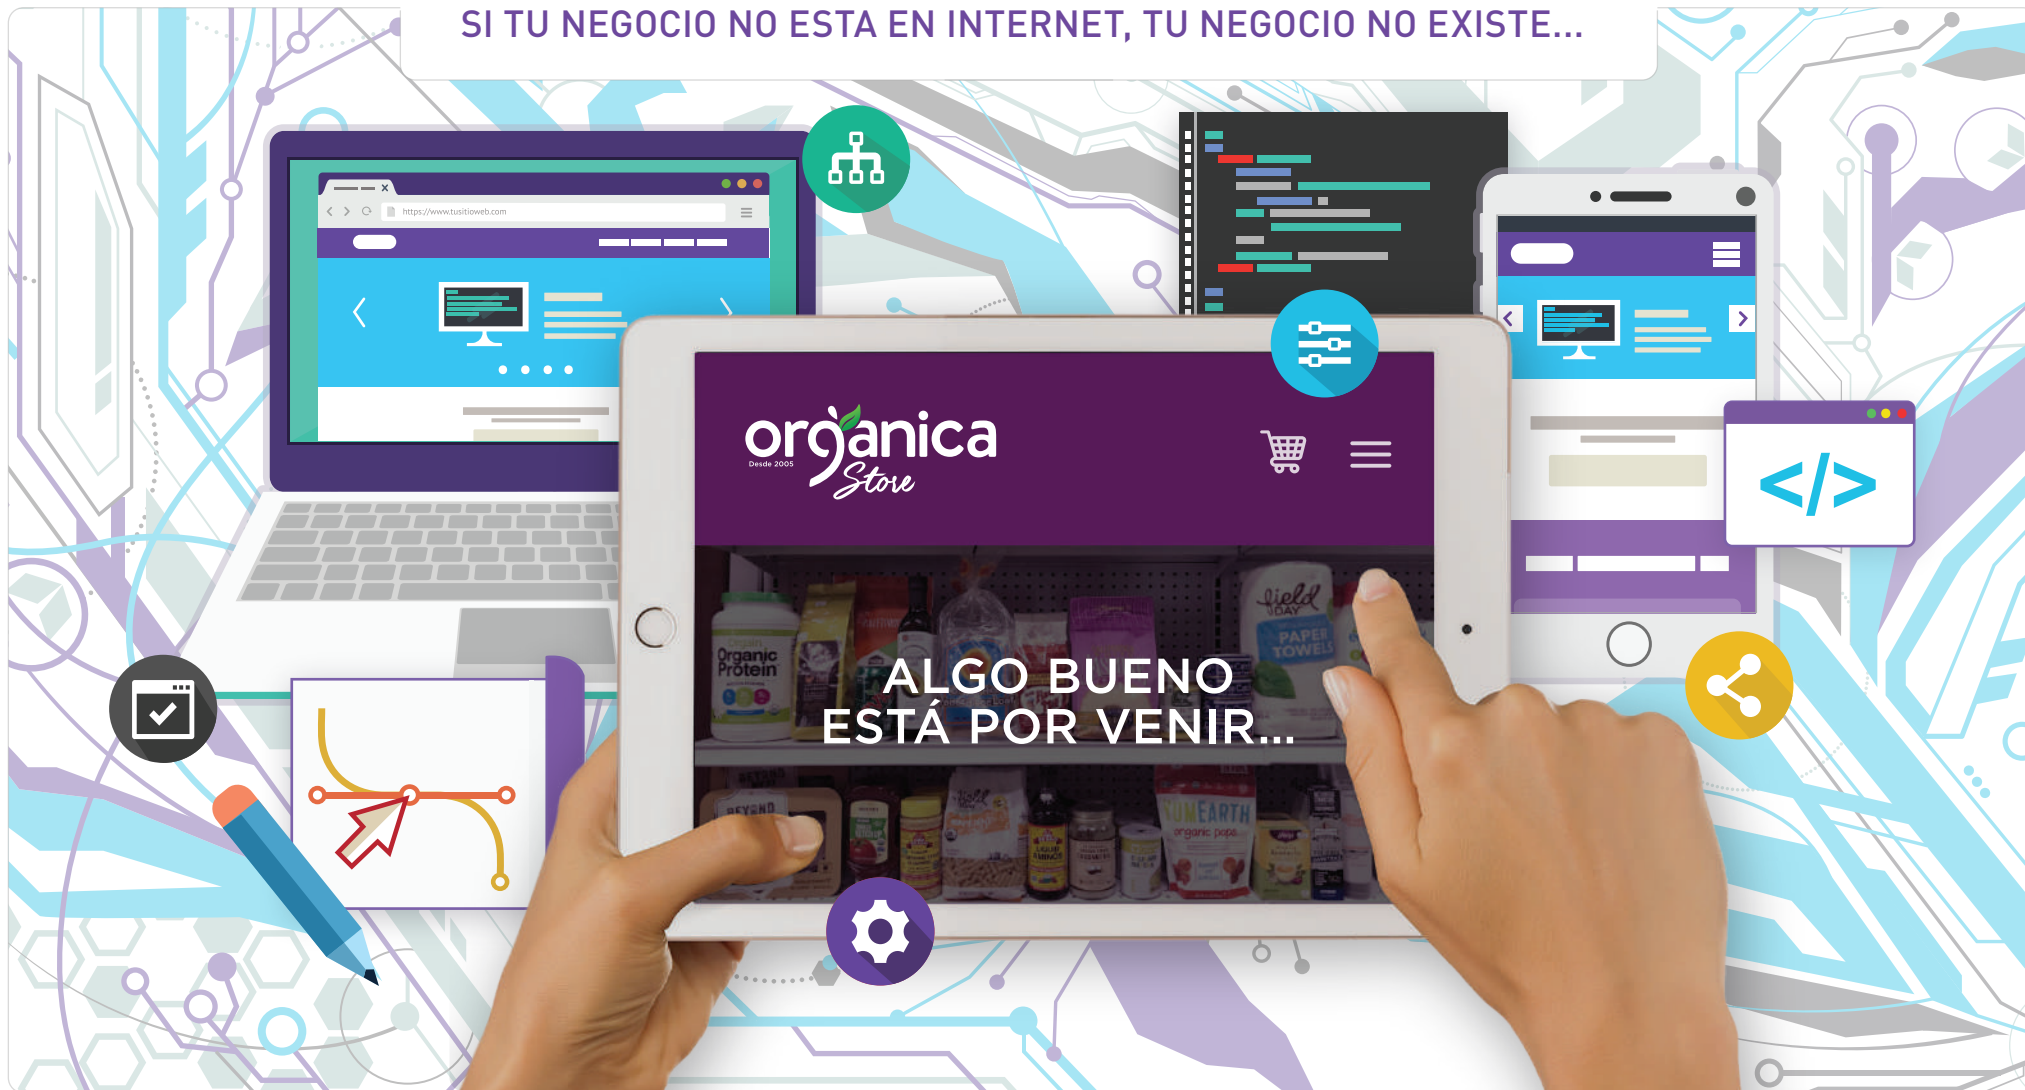 SI TU NEGOCIO NO ESTA EN INTERNET, TU NEGOCIO NO EXISTE...
https://www.tusitioweb.com
organica
Desde 2005
Store
</>
field
DAY
PAPER
TOWELS
Organic
Protein
ALGO BUENO
ESTÁ POR VENIR...
BEYOND
YUMEARTH
organic pops